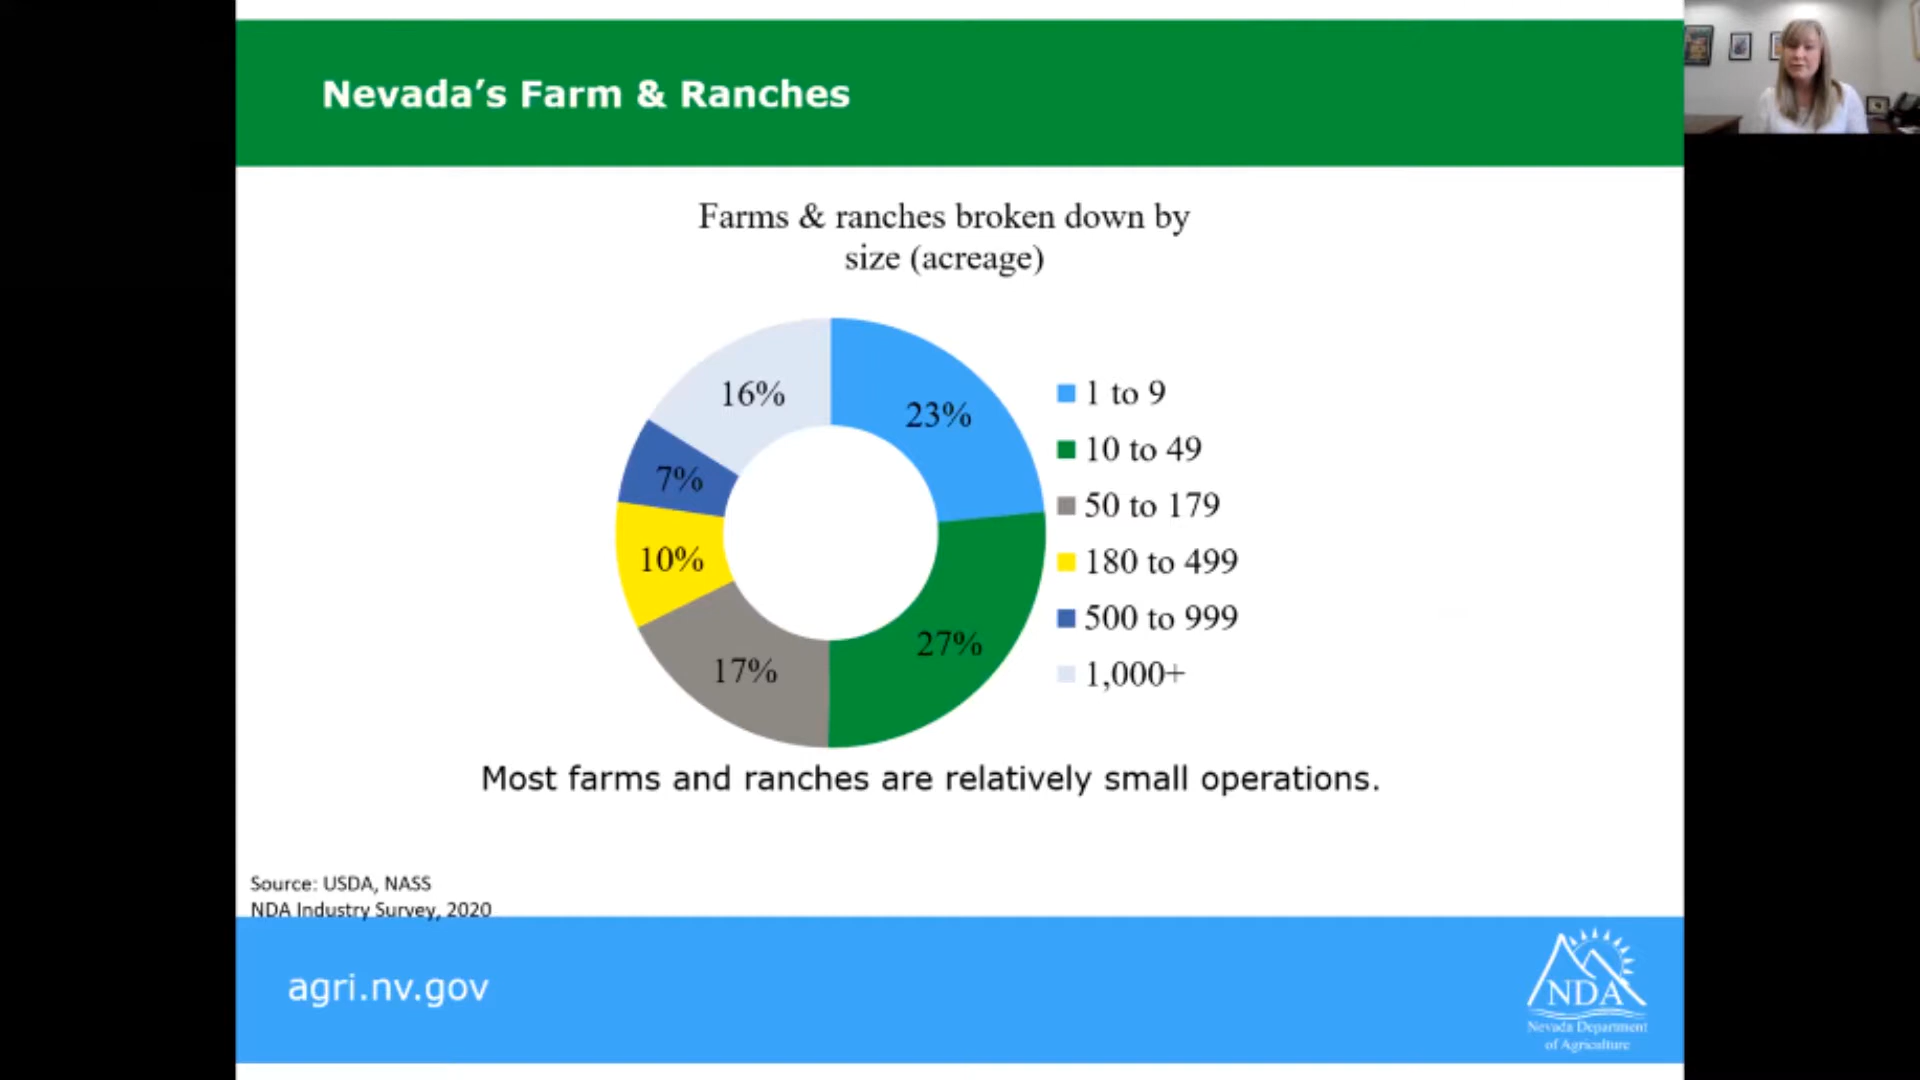 Nevada’s Farm & Ranches
Farms & ranches broken down by
size (acreage)
16%
23%
7%
10%
17%
27%
1 to 9
10 to 49
50 to 179
180 to 499
500 to 999
1,000+
Most farms and ranches are relatively small operations.
Source: USDA, NASS
NDA Industry Survey, 2020
agri.nv.gov
NDA
Nevada Department
of Agriculture